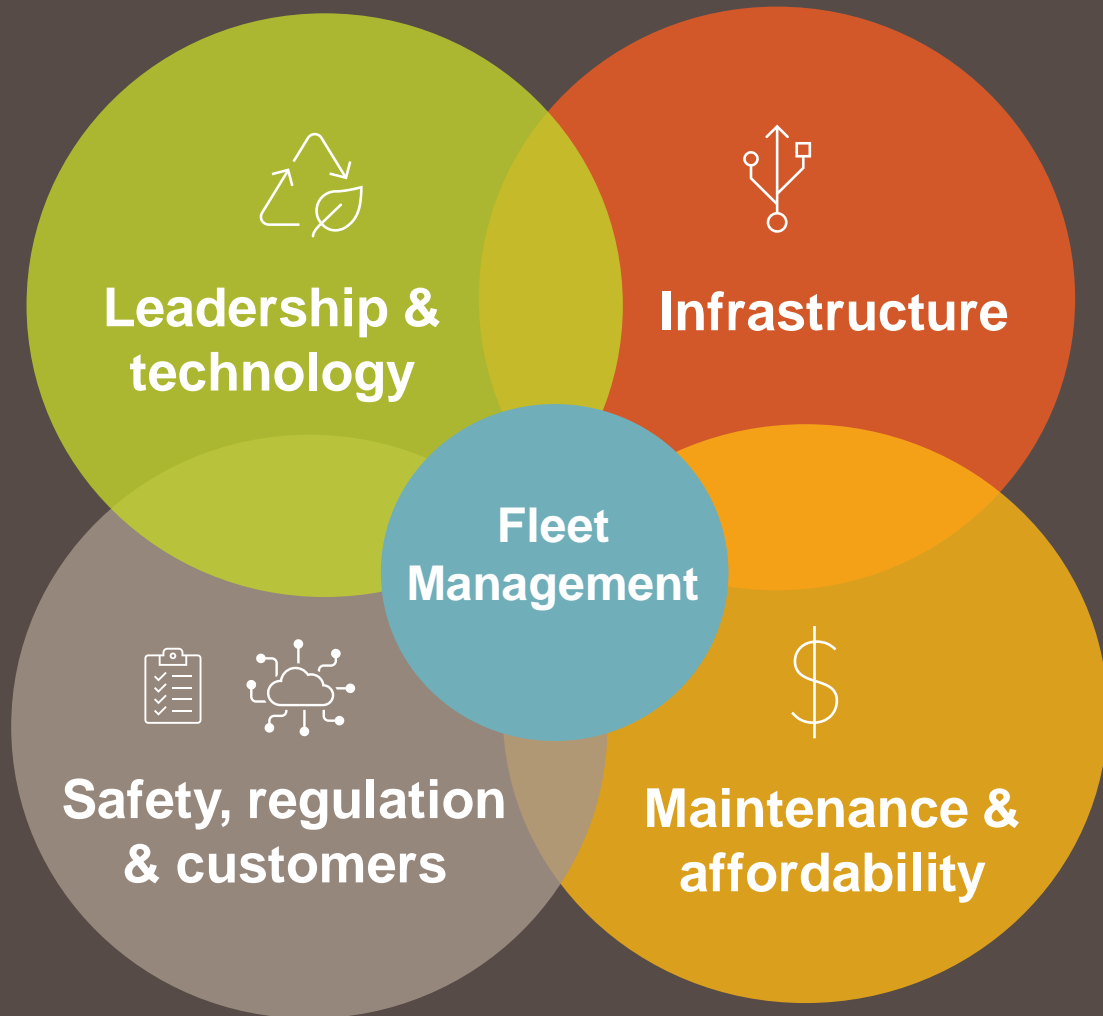 Leadership &
technology
Infrastructure
Fleet
Management
Safety, regulation
& customers
Maintenance &
affordability